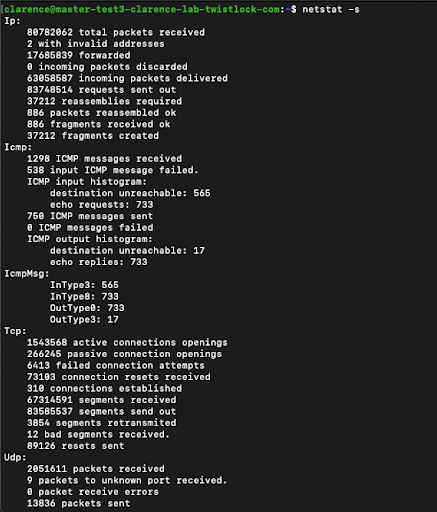 [clarence@master-test3-clarence-lab-twistlock-com:~$ netstat -s
Ip:
80782062 total packets received
2 with invalid addresses
17685839 forwarded
0 incoming packets discarded
63058587 incoming packets delivered
83748514 requests sent out
37212 reassemblies required
886 packets reassembled ok
886 fragments received ok
37212 fragments created
Icmp:
1298 ICMP messages received
538 input ICMP message failed.
ICMP input histogram:
destination unreachable: 565
echo requests: 733
750 ICMP messages sent
0 ICMP messages failed
ICMP output histogram:
destination unreachable: 17
echo replies: 733
IcmpMsg:
InType3: 565
InType8: 733
OutType0: 733
OutType3: 17
Tcp:
1543568 active connections openings
266245 passive connection openings
6413 failed connection attempts
73103 connection resets received
310 connections established
67314591 segments received
83585537 segments send out
3854 segments retransmited
12 bad segments received.
89126 resets sent
Udp:
2051611 packets received
9 packets to unknown port received.
0 packet receive errors
13836 packets sent